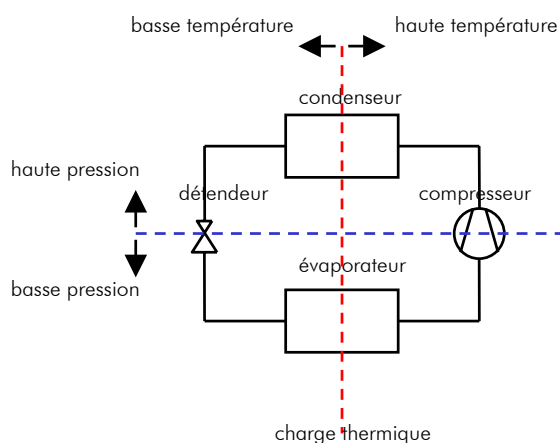 basse température
haute température
condenseur
haute pression
détendeur
compresseur
évaporateur
basse pression
charge thermique